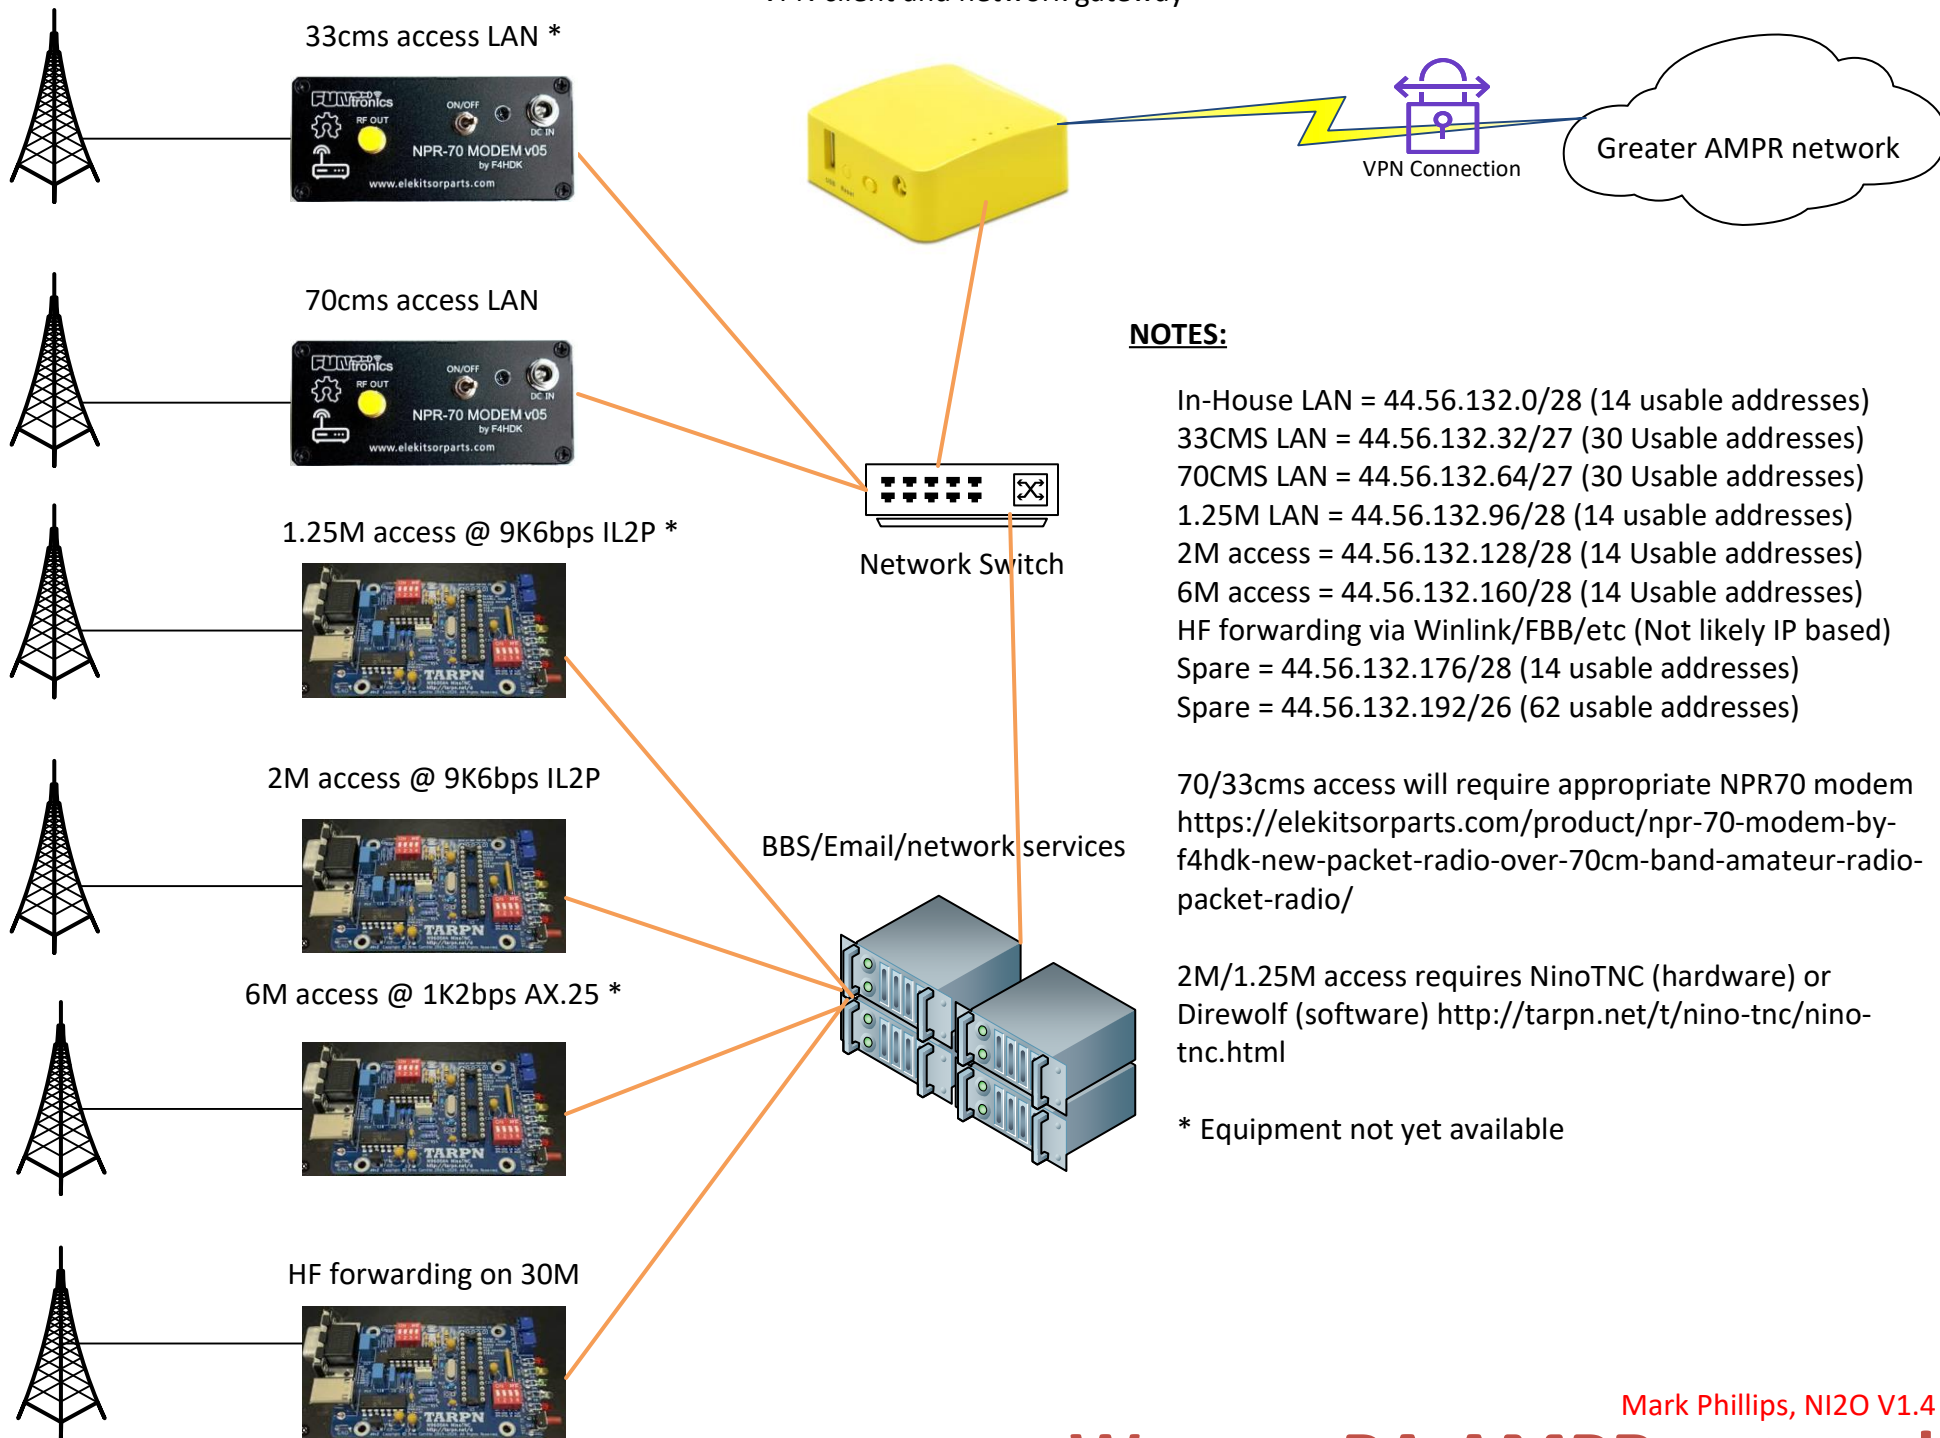 VPN client and network gateway
33cms access LAN *
FUNtronics
ON/OFF
RF OUT
DC IN
NPR-70 MODEM v05
by F4HDK
www.elekitsorparts.com
USB
Reset
VPN Connection
Greater AMPR network
70cms access LAN
FUNtronics
ON/OFF
RF OUT
DC IN
NPR-70 MODEM v05
by F4HDK
www.elekitsorparts.com
NOTES:
In-House LAN = 44.56.132.0/28 (14 usable addresses)
33CMS LAN = 44.56.132.32/27 (30 Usable addresses)
70CMS LAN = 44.56.132.64/27 (30 Usable addresses)
1.25M LAN = 44.56.132.96/28 (14 usable addresses)
2M access = 44.56.132.128/28 (14 Usable addresses)
6M access = 44.56.132.160/28 (14 Usable addresses)
HF forwarding via Winlink/FBB/etc (Not likely IP based)
Spare = 44.56.132.176/28 (14 usable addresses)
Spare = 44.56.132.192/26 (62 usable addresses)
70/33cms access will require appropriate NPR70 modem
https://elekitsorparts.com/product/npr-70-modem-by-
f4hdk-new-packet-radio-over-70cm-band-amateur-radio-
packet-radio/
2M/1.25M access requires NinoTNC (hardware) or
Direwolf (software) http://tarpn.net/t/nino-tnc/nino-
tnc.html
* Equipment not yet available
Network Switch
1.25M access @ 9K6bps IL2P *
TARPN
2M access @ 9K6bps IL2P
TARPN
BBS/Email/network services
6M access @ 1K2bps AX.25 *
TARPN
HF forwarding on 30M
TARPN
Mark Phillips, NI2O V1.4